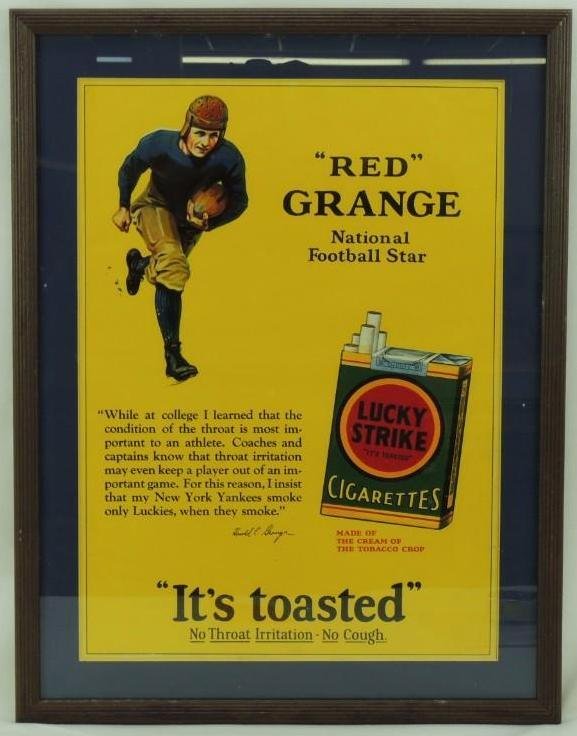 "RED"
GRANGE
National
Football Star
"While at college I learned that the
condition of the throat is most im-
portant to an athlete. Coaches and
captains know that throat irritation
may even keep a player out of an im-
portant game. For this reason, I insist
that my New York Yankees smoke
only Luckies, when they smoke."
Harold E. Grange
LUCKY
STRIKE
"IT'S TOASTED"
CIGARETTES
MADE OF
THE CREAM OF
THE TOBACCO CROP
"It's toasted"
No Throat Irritation - No Cough.